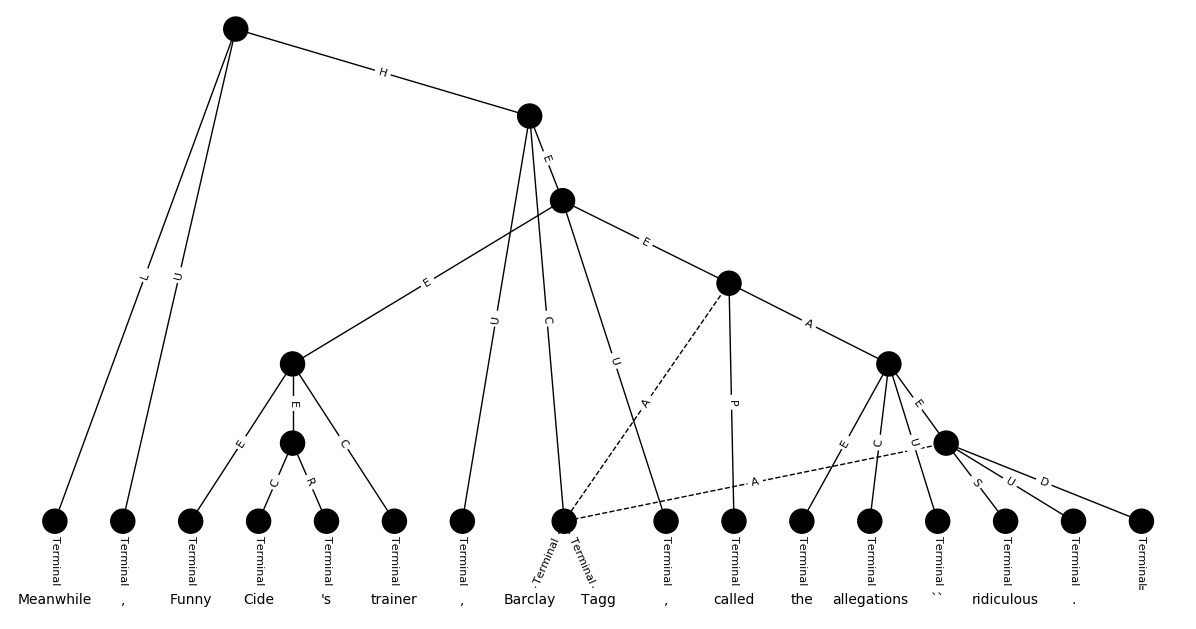 H
E
E
L
U
E
U
C
U
A
E
E
C
A
P
E
C
U
E
A
C
R
S
U
D
Terminal Terminal Terminal Terminal Terminal Terminal Terminal Terminal Terminal Terminal Terminal Terminal Terminal Terminal Terminal Terminal Terminal
Meanwhile , Funny Cide 's trainer , Barclay Tagg , called the allegations `` ridiculous .